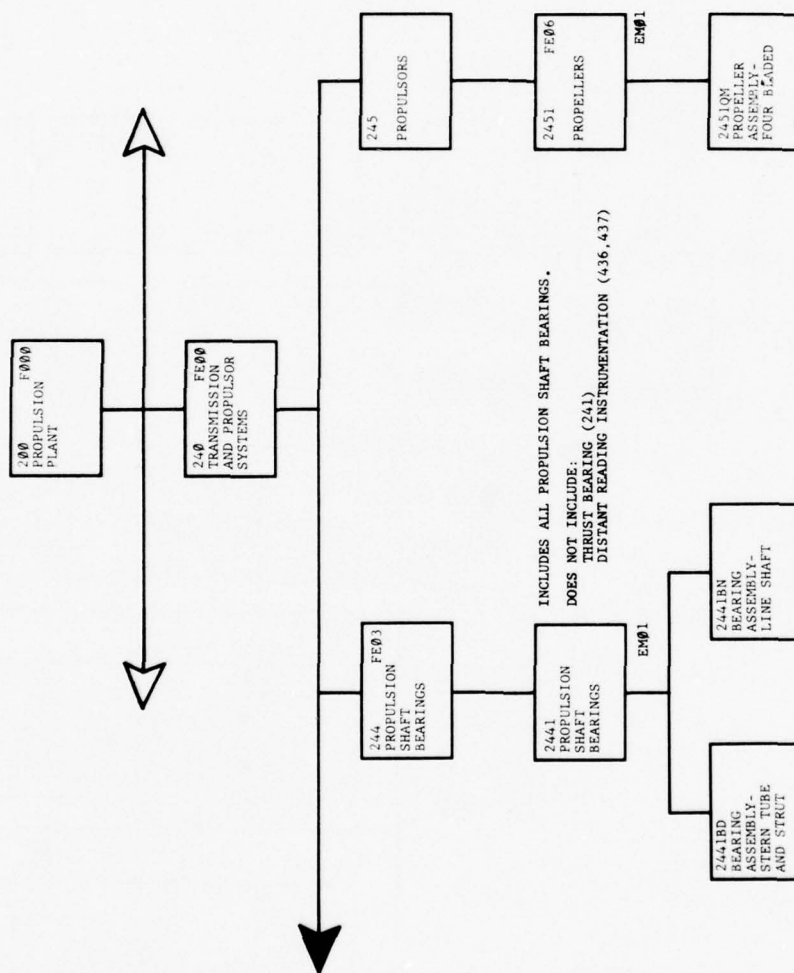 200 FØØØ
PROPULSION
PLANT
24Ø FEØØ
TRANSMISSION
AND PROPULSOR
SYSTEMS
244 FEØ3
PROPULSION
SHAFT
BEARINGS
245
PROPULSORS
2441
PROPULSION
SHAFT
BEARINGS
EMØ1
INCLUDES ALL PROPULSION SHAFT BEARINGS.
DOES NOT INCLUDE:
THRUST BEARING (241)
DISTANT READING INSTRUMENTATION (436,437)
2451 FEØ6
PROPELLERS
EMØ1
2441BD
BEARING
ASSEMBLY-
STERN TUBE
AND STRUT
2441BN
BEARING
ASSEMBLY-
LINE SHAFT
2451QM
PROPELLER
ASSEMBLY-
FOUR BEADED